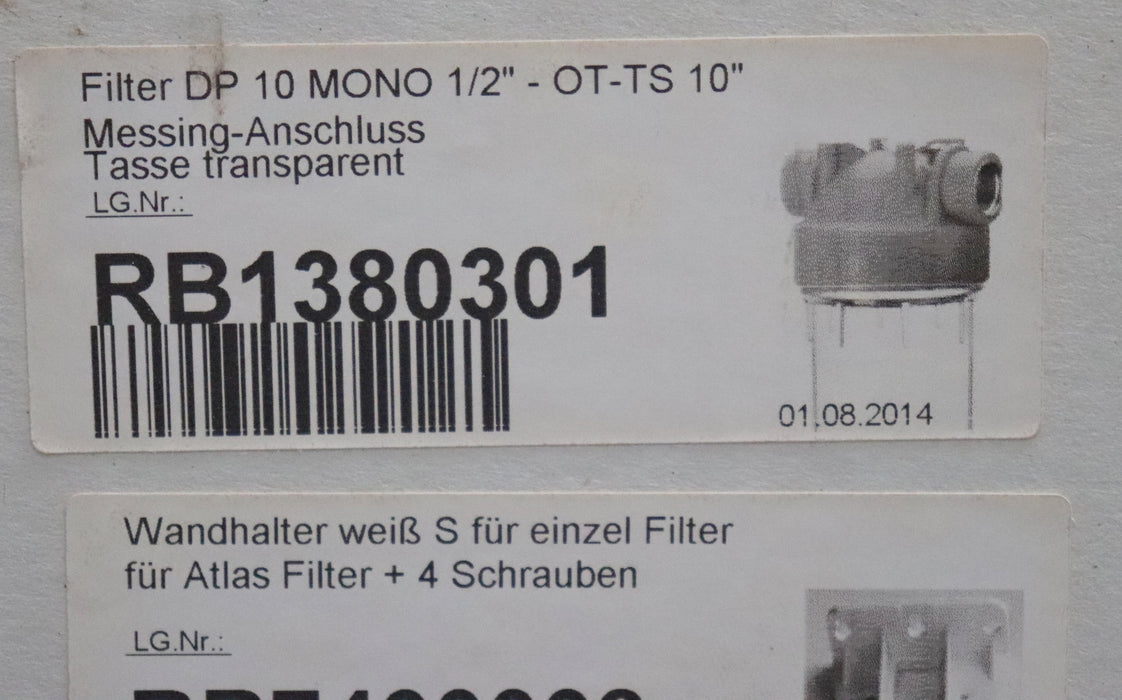 Filter DP 10 MONO 1/2" - OT-TS 10"
Messing-Anschluss
Tasse transparent
LG.Nr.:
RB1380301
01.08.2014
Wandhalter weiß S für einzel Filter
für Atlas Filter + 4 Schrauben
LG.Nr.: